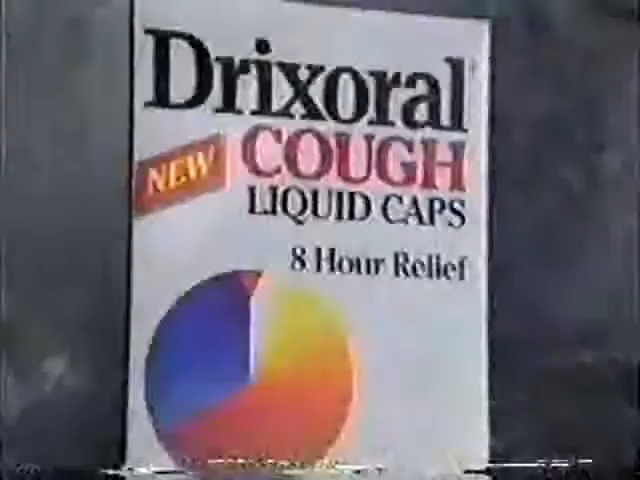 Drixoral
NEW
COUGH
LIQUID CAPS
8 Hour Relief